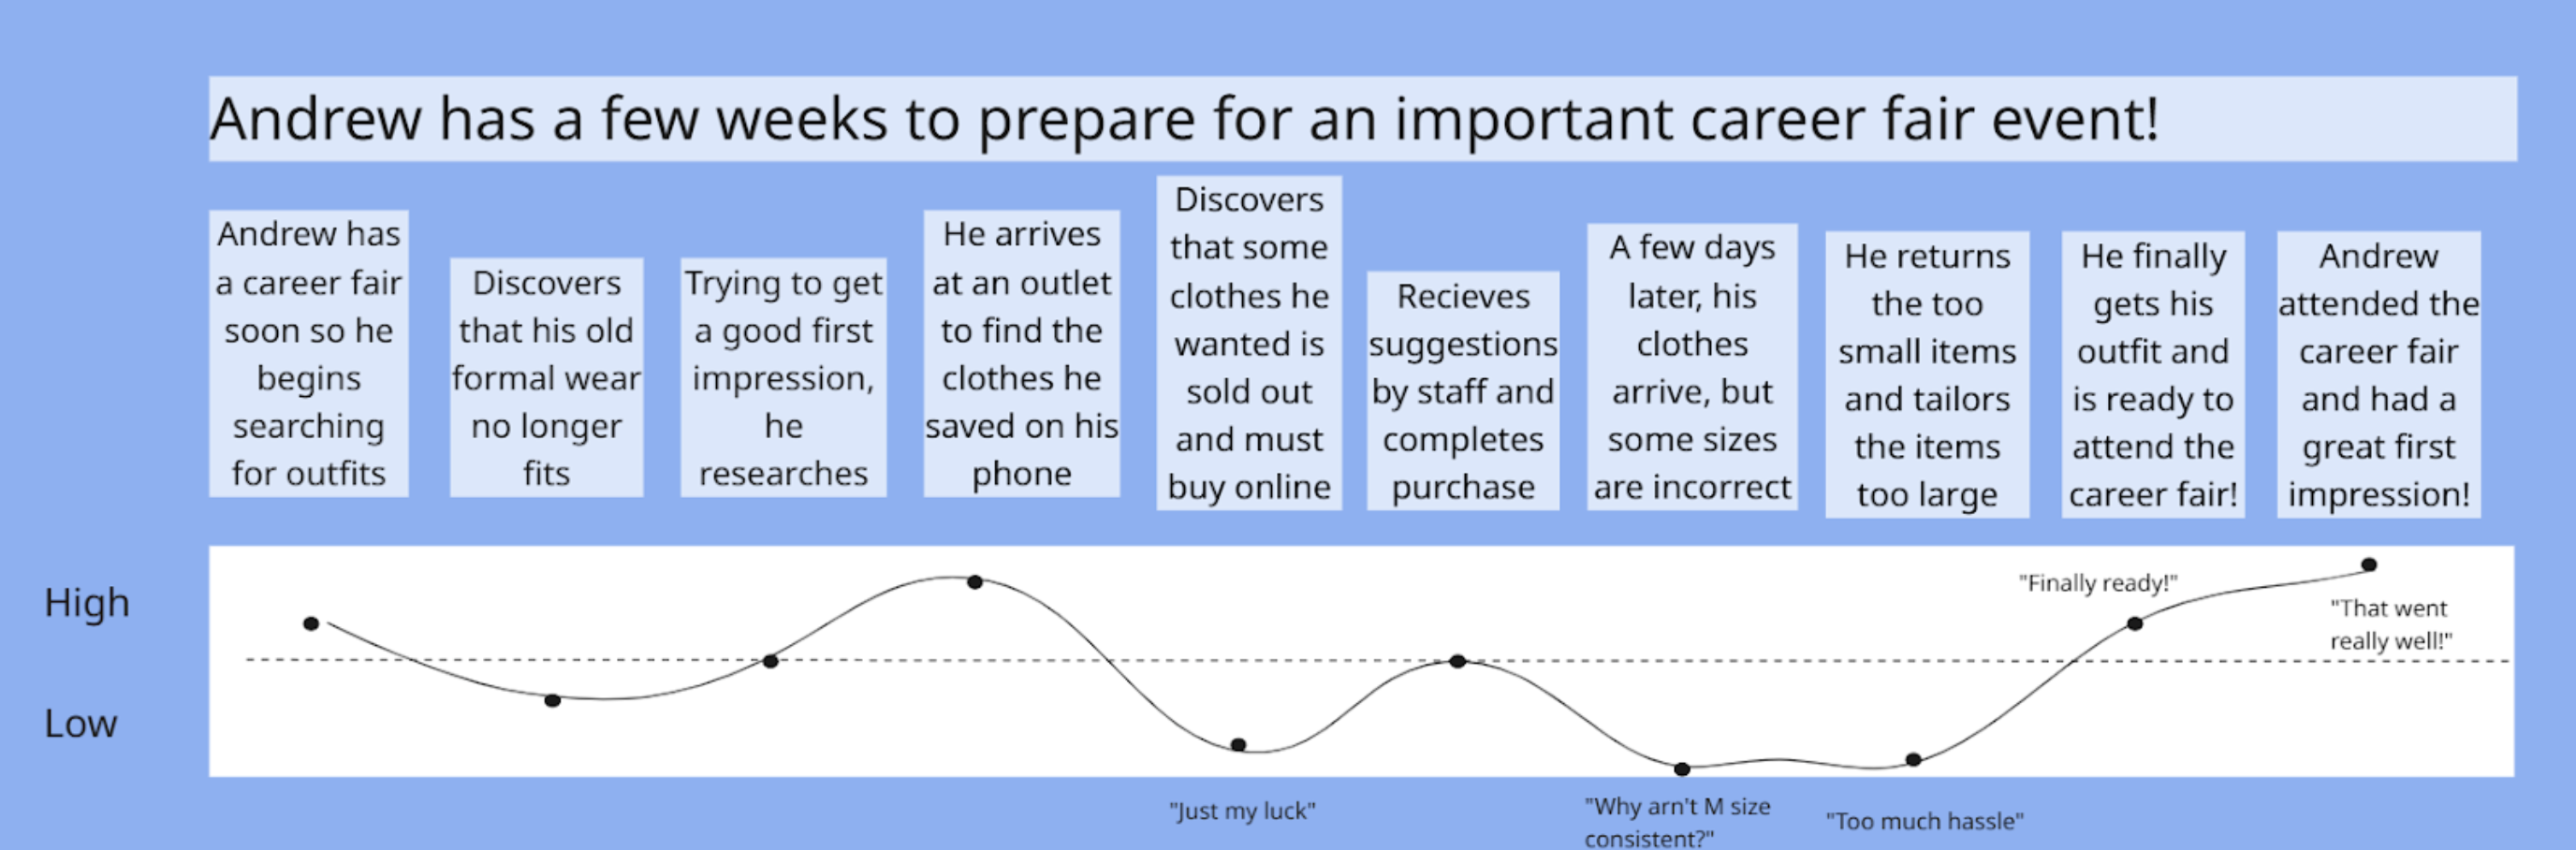 Andrew has a few weeks to prepare for an important career fair event!
Andrew has
a career fair
soon so he
begins
searching
for outfits
Discovers
that his old
formal wear
no longer
fits
Trying to get
a good first
impression,
he
researches
He arrives
at an outlet
to find the
clothes he
saved on his
phone
Discovers
that some
clothes he
wanted is
sold out
and must
buy online
Recieves
suggestions
by staff and
completes
purchase
A few days
later, his
clothes
arrive, but
some sizes
are incorrect
He returns
the too
small items
and tailors
the items
too large
He finally
gets his
outfit and
is ready to
attend the
career fair!
Andrew
attended the
career fair
and had a
great first
impression!
High
Low
"Just my luck"
"Why arn't M size
consistent?"
"Too much hassle"
"Finally ready!"
"That went
really well!"